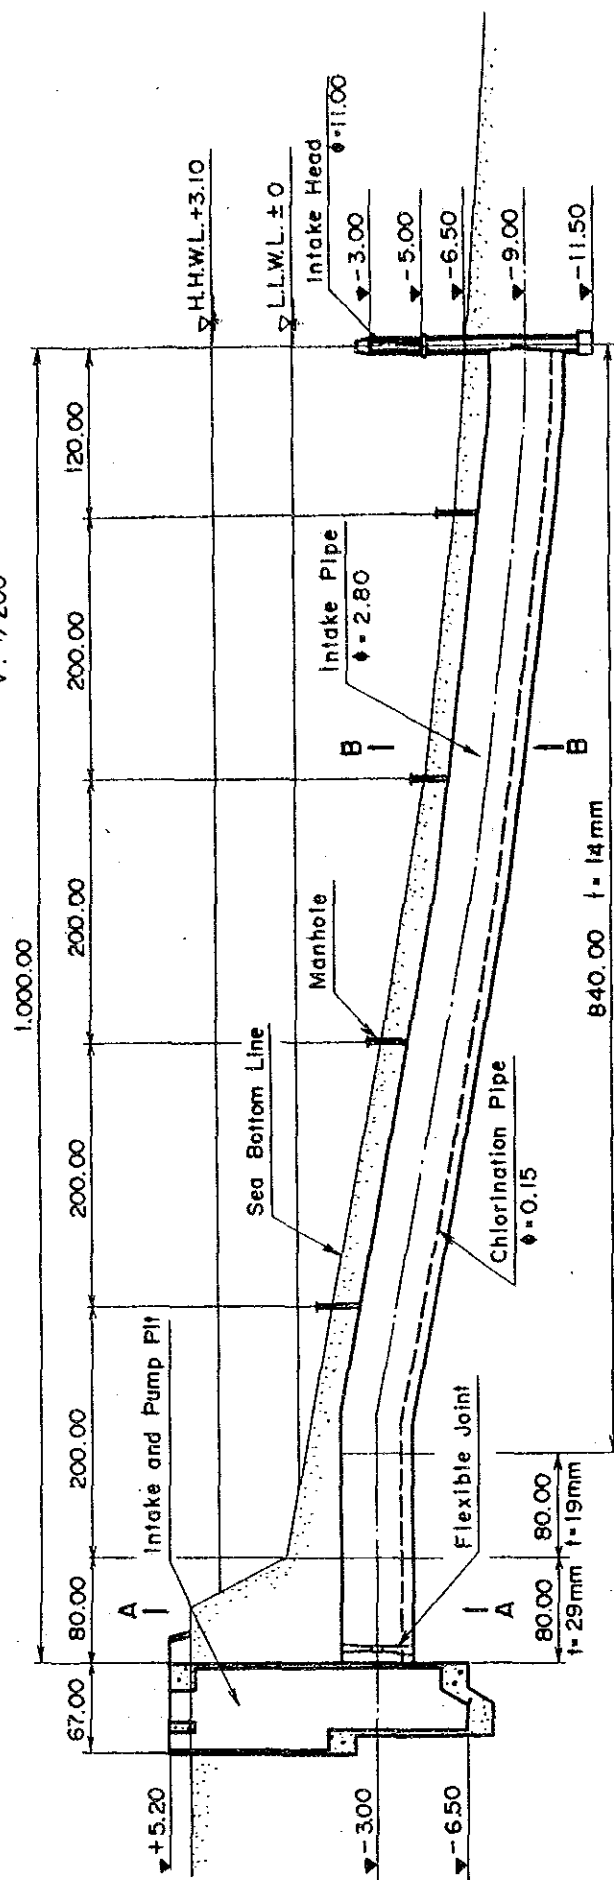 V: 1/200
1.000.00
67.00
80.00
200.00
200.00
200.00
200.00
120.00
H.H.W.L.+3.10
L.L.W.L. ± 0
Intake Head
φ=11.00
-3.00
-5.00
-6.50
-9.00
-11.50
Intake and Pump Pit
Sea Bottom Line
Manhole
Intake Pipe
φ= 2.80
A
A
B
B
+5.20
-3.00
-6.50
Flexible Joint
Chlorination Pipe
φ=0.15
80.00
t=29mm
80.00
t=19mm
840.00 t= 14mm